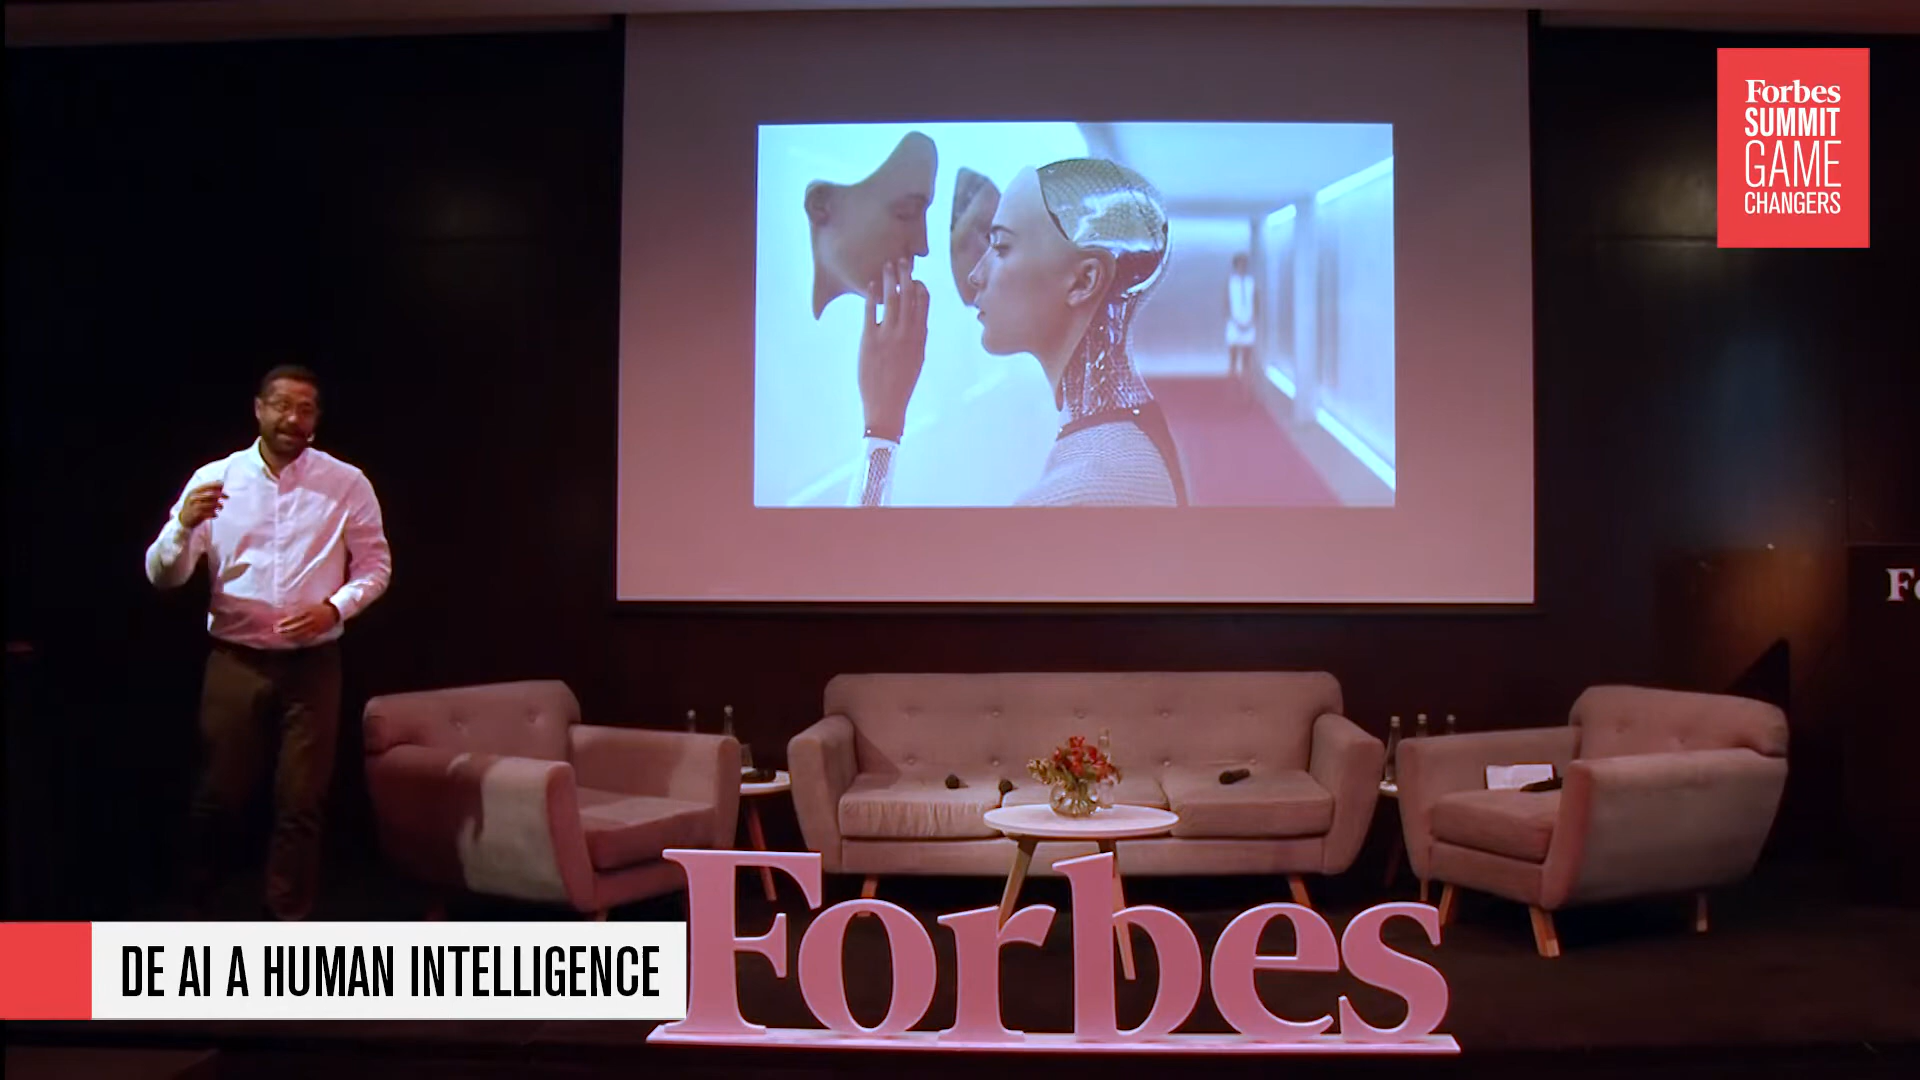 Forbes
SUMMIT
GAME
CHANGERS
DE AI A HUMAN INTELLIGENCE
Forbes